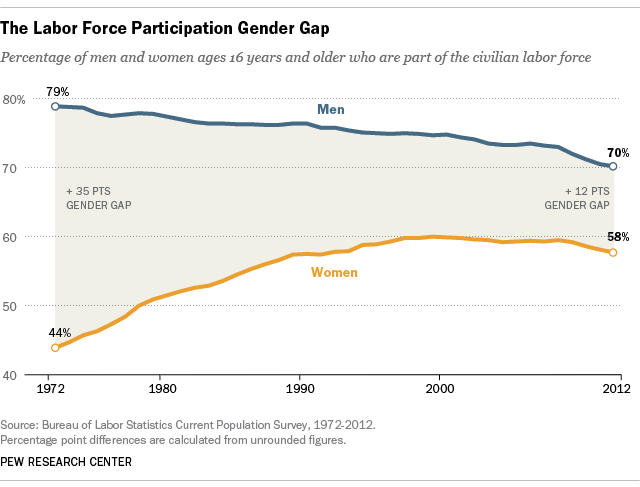 The Labor Force Participation Gender Gap
Percentage of men and women ages 16 years and older who are part of the civilian labor force
79%
80%
Men
70%
70
+ 35 PTS
GENDER GAP
+ 12 PTS
GENDER GAP
60
58%
Women
50
44%
40
1972
1980
1990
2000
2012
Source: Bureau of Labor Statistics Current Population Survey, 1972-2012.
Percentage point differences are calculated from unrounded figures.
PEW RESEARCH CENTER